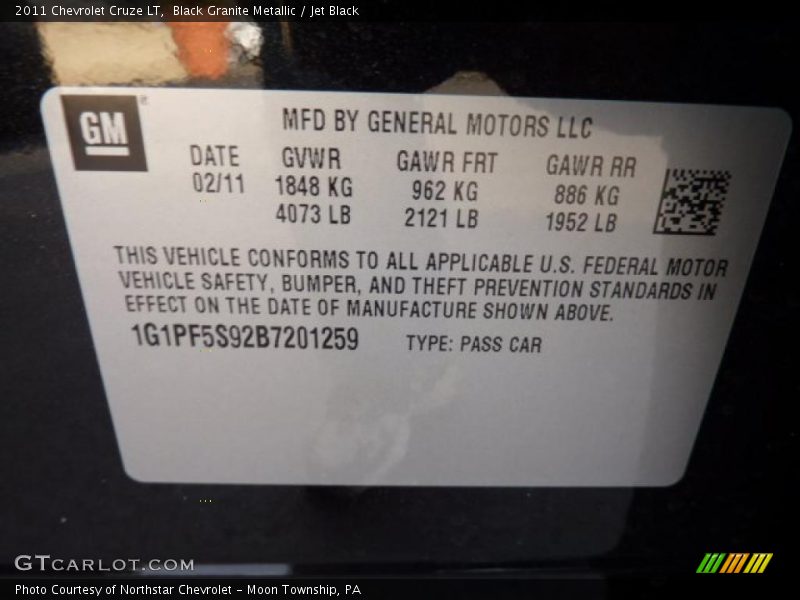 2011 Chevrolet Cruze LT, Black Granite Metallic / Jet Black
GM
MFD BY GENERAL MOTORS LLC
DATE GVWR GAWR FRT GAWR RR
02/11 1848 KG 962 KG 886 KG
4073 LB 2121 LB 1952 LB
THIS VEHICLE CONFORMS TO ALL APPLICABLE U.S. FEDERAL MOTOR
VEHICLE SAFETY, BUMPER, AND THEFT PREVENTION STANDARDS IN
EFFECT ON THE DATE OF MANUFACTURE SHOWN ABOVE.
1G1PF5S92B7201259 TYPE: PASS CAR
GTCARLOT.COM
Photo Courtesy of Northstar Chevrolet - Moon Township, PA